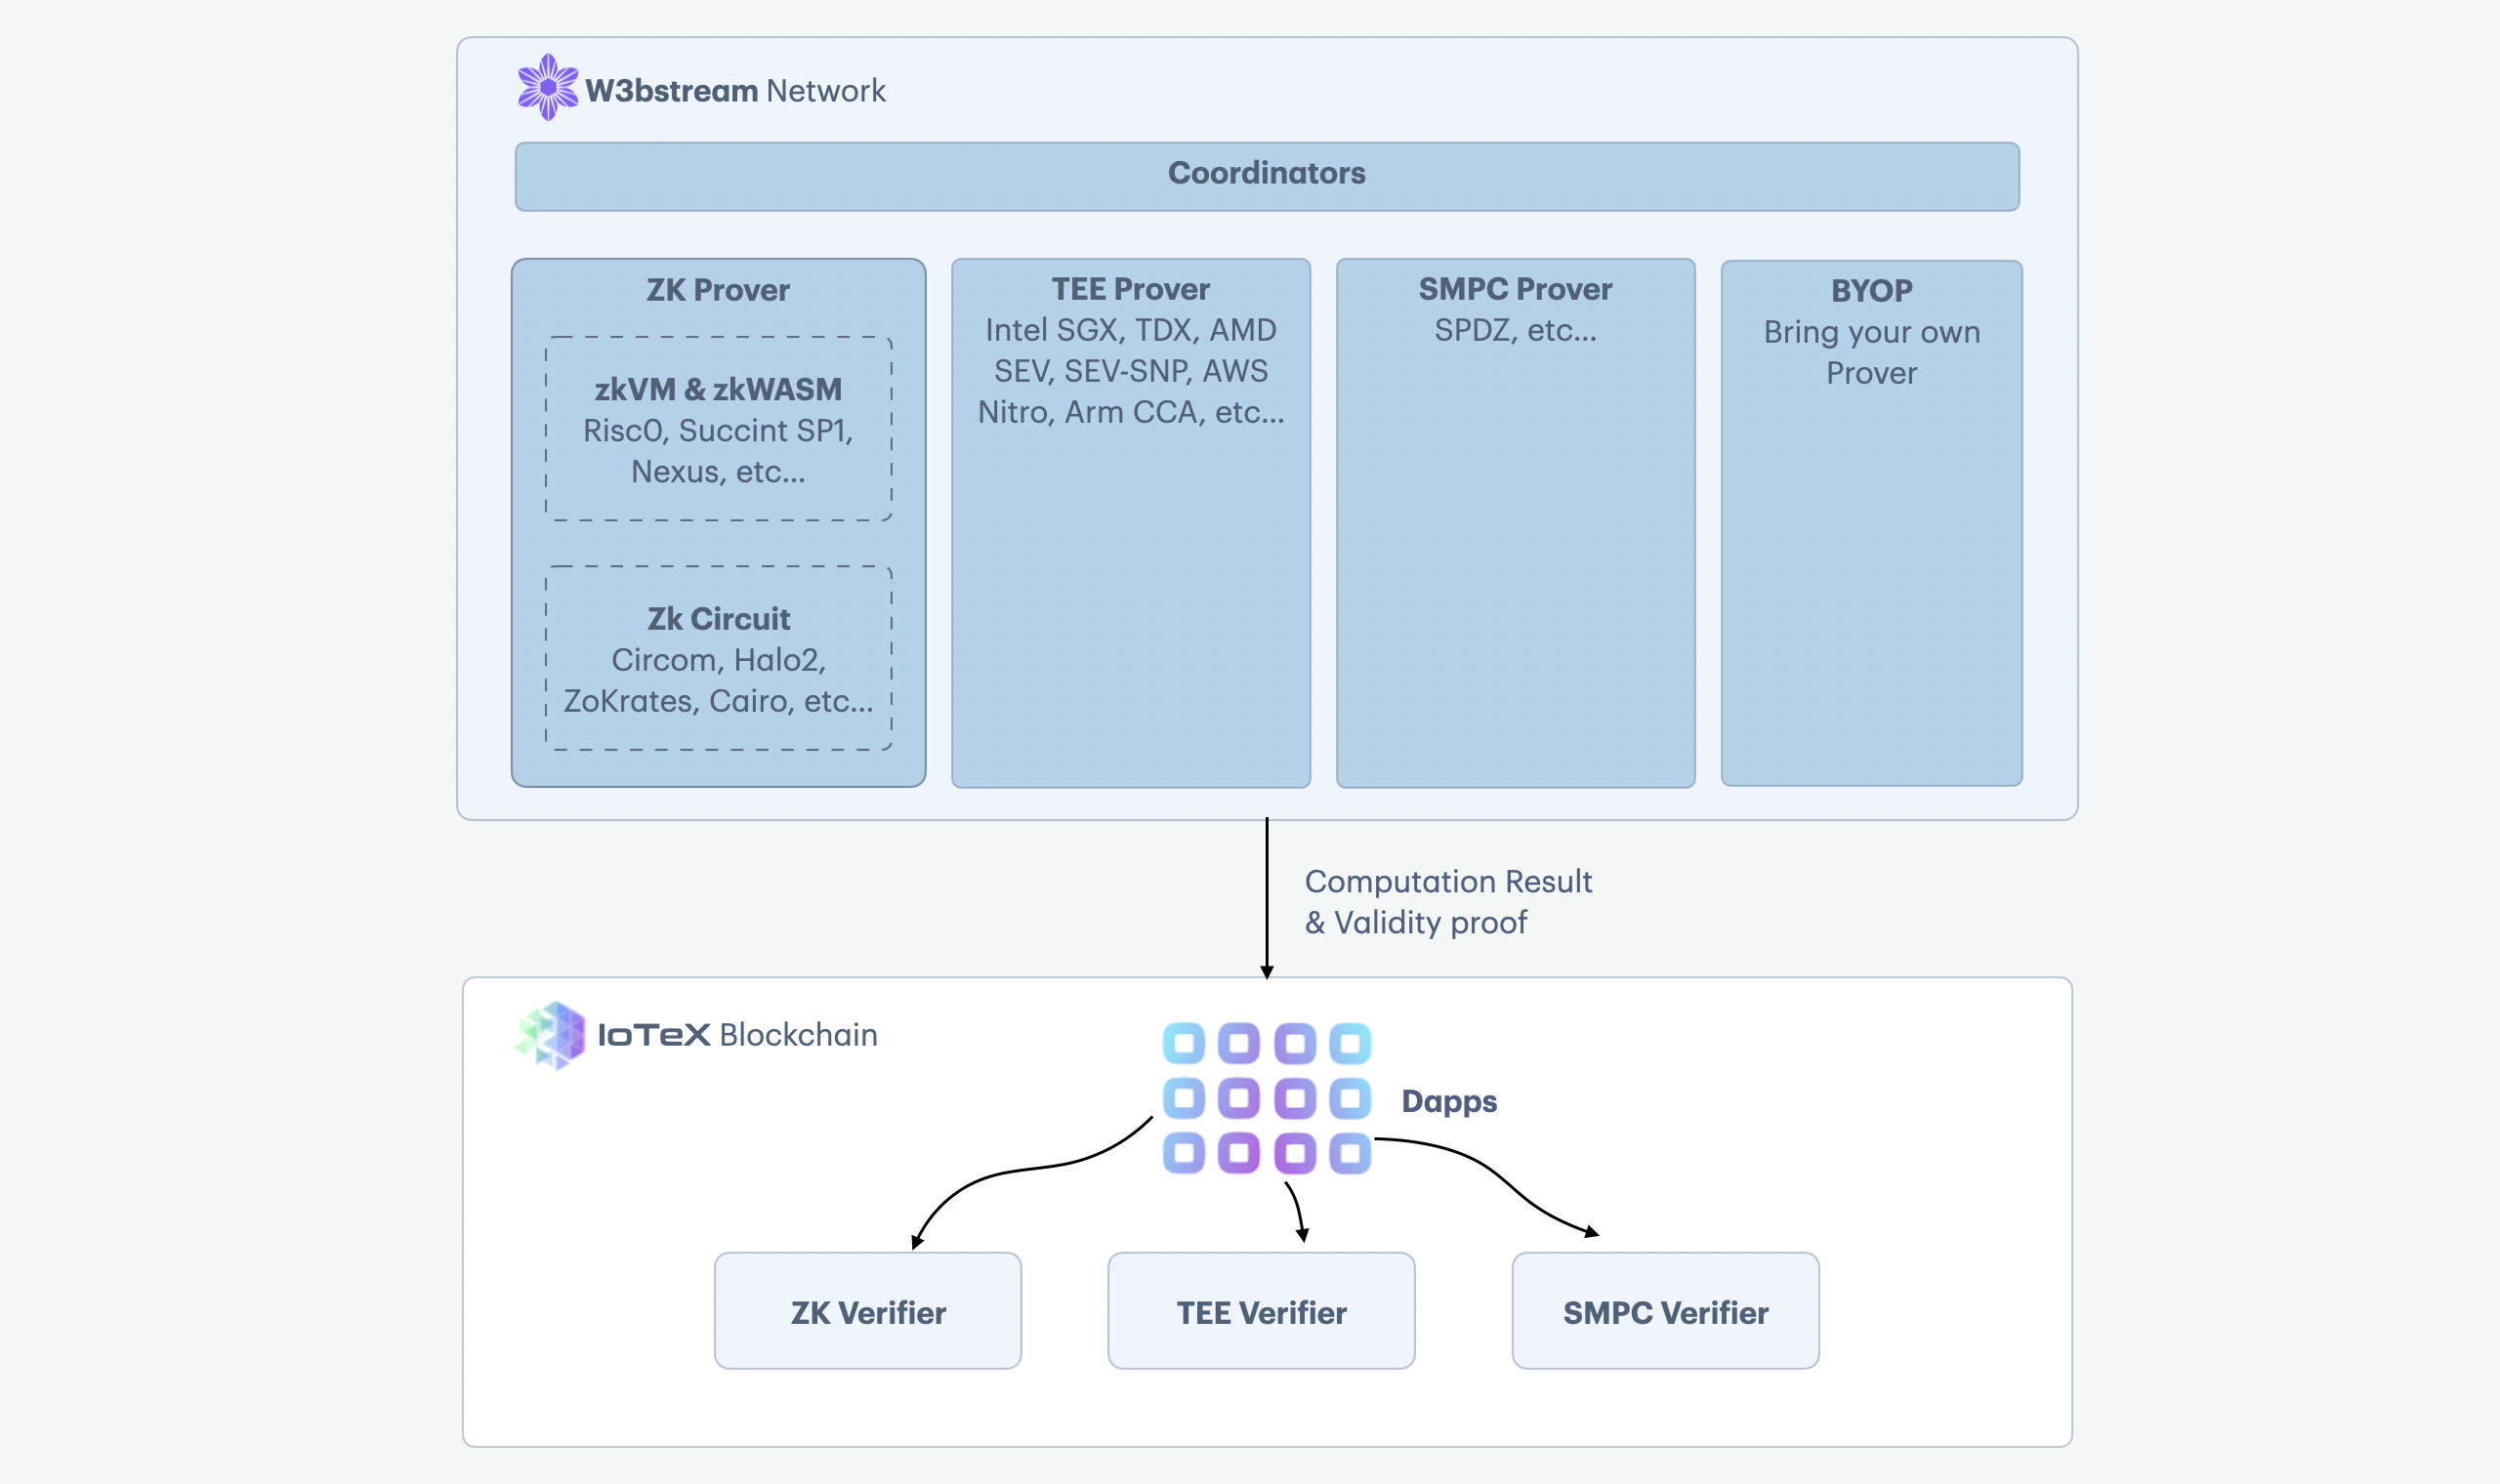 W3bstream Network
Coordinators
ZK Prover
zkVM & zkWASM
Risc0, Succint SP1,
Nexus, etc...
Zk Circuit
Circom, Halo2,
ZoKrates, Cairo, etc...
TEE Prover
Intel SGX, TDX, AMD
SEV, SEV-SNP, AWS
Nitro, Arm CCA, etc...
SMPC Prover
SPDZ, etc...
BYOP
Bring your own
Prover
Computation Result
& Validity proof
IoTeX Blockchain
Dapps
ZK Verifier
TEE Verifier
SMPC Verifier